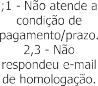 ;1 - Não atende a
condição de
pagamento/prazo.
2,3 - Não
respondeu e-mail
de homologação.